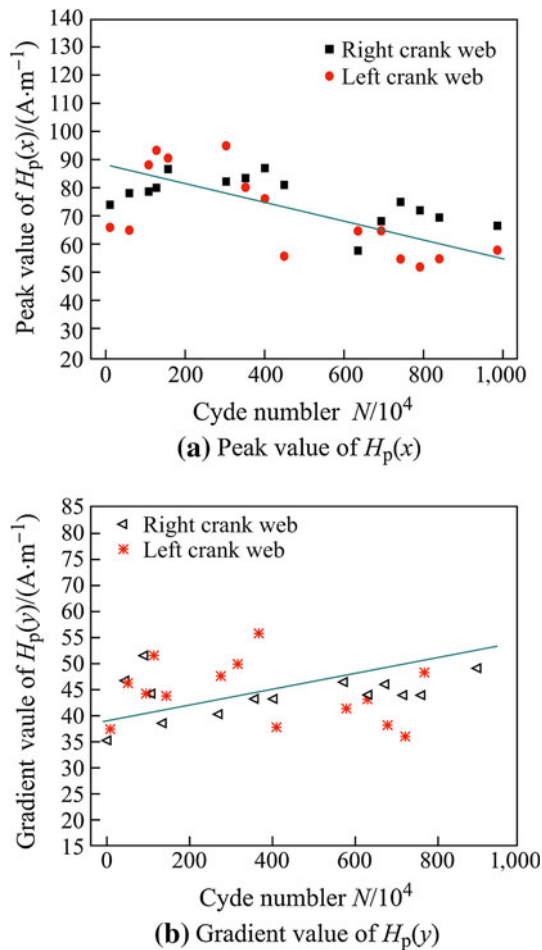 140
130
120
110
100
90
80
70
60
50
40
30
20
Peak value of Hp(x)/(A·m−1)
Right crank web
Left crank web
0 200 400 600 800 1,000
Cyde numbler N/10⁴
(a) Peak value of Hp(x)
85
80
75
70
65
60
55
50
45
40
35
30
25
20
15
Gradient vaule of Hp(y)/(A·m−1)
Right crank web
Left crank web
0 200 400 600 800 1,000
Cyde numbler N/10⁴
(b) Gradient value of Hp(y)